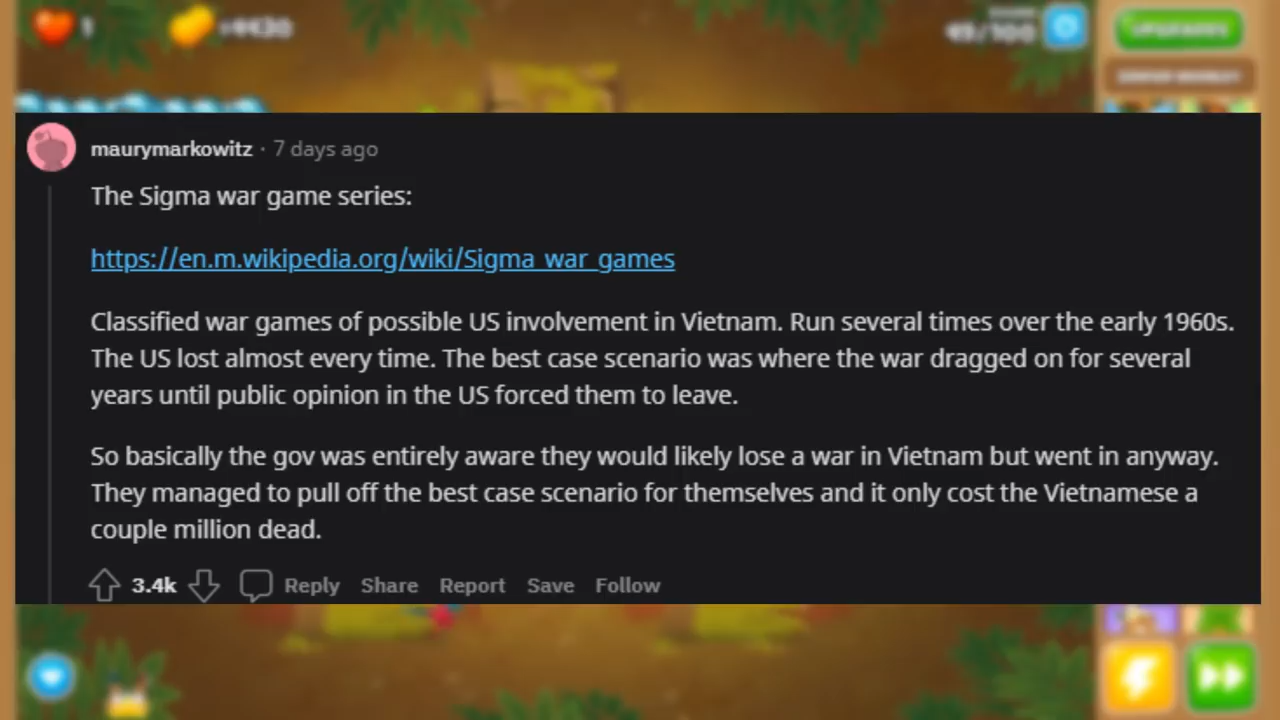 maurymarkowitz · 7 days ago
The Sigma war game series:
https://en.m.wikipedia.org/wiki/Sigma_war_games
Classified war games of possible US involvement in Vietnam. Run several times over the early 1960s.
The US lost almost every time. The best case scenario was where the war dragged on for several
years until public opinion in the US forced them to leave.
So basically the gov was entirely aware they would likely lose a war in Vietnam but went in anyway.
They managed to pull off the best case scenario for themselves and it only cost the Vietnamese a
couple million dead.
3.4k Reply Share Report Save Follow